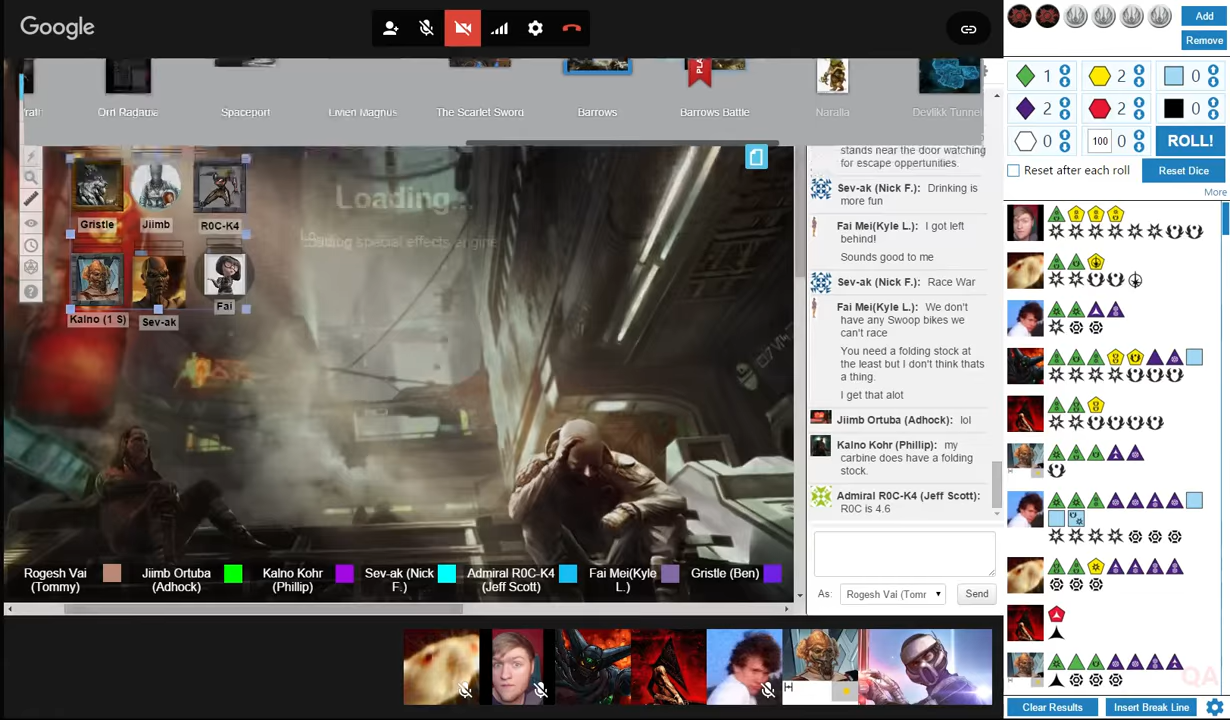 Google
Add
Remove
1
2
0
2
2
0
0
100
0
ROLL!
Reset after each roll
Reset Dice
More
Orri Radama
Spaceport
Livien Magnus
The Scarlet Sword
Barrows
Barrows Battle
Naralla
Devlikk Tunnel
Loading...
Loading special effects engine
Gristle
Jiimb
R0C-K4
Kalno (1 S)
Sev-ak
Fai
stands near the door watching
for escape oppertunities.
Sev-ak (Nick F.): Drinking is
more fun
Fai Mei(Kyle L.): I got left
behind!
Sounds good to me
Sev-ak (Nick F.): Race War
Fai Mei(Kyle L.): We don't
have any Swoop bikes we
can't race
You need a folding stock at
the least but I don't think thats
a thing.
I get that alot
Jiimb Ortuba (Adhock): lol
Kalno Kohr (Phillip): my
carbine does have a folding
stock.
Admiral R0C-K4 (Jeff Scott):
R0C is 4.6
As: Rogesh Vai (Tomr
Send
Rogesh Vai
(Tommy)
Jiimb Ortuba
(Adhock)
Kalno Kohr
(Phillip)
Sev-ak (Nick
F.)
Admiral R0C-K4
(Jeff Scott)
Fai Mei(Kyle
L.)
Gristle (Ben)
QA
Clear Results
Insert Break Line